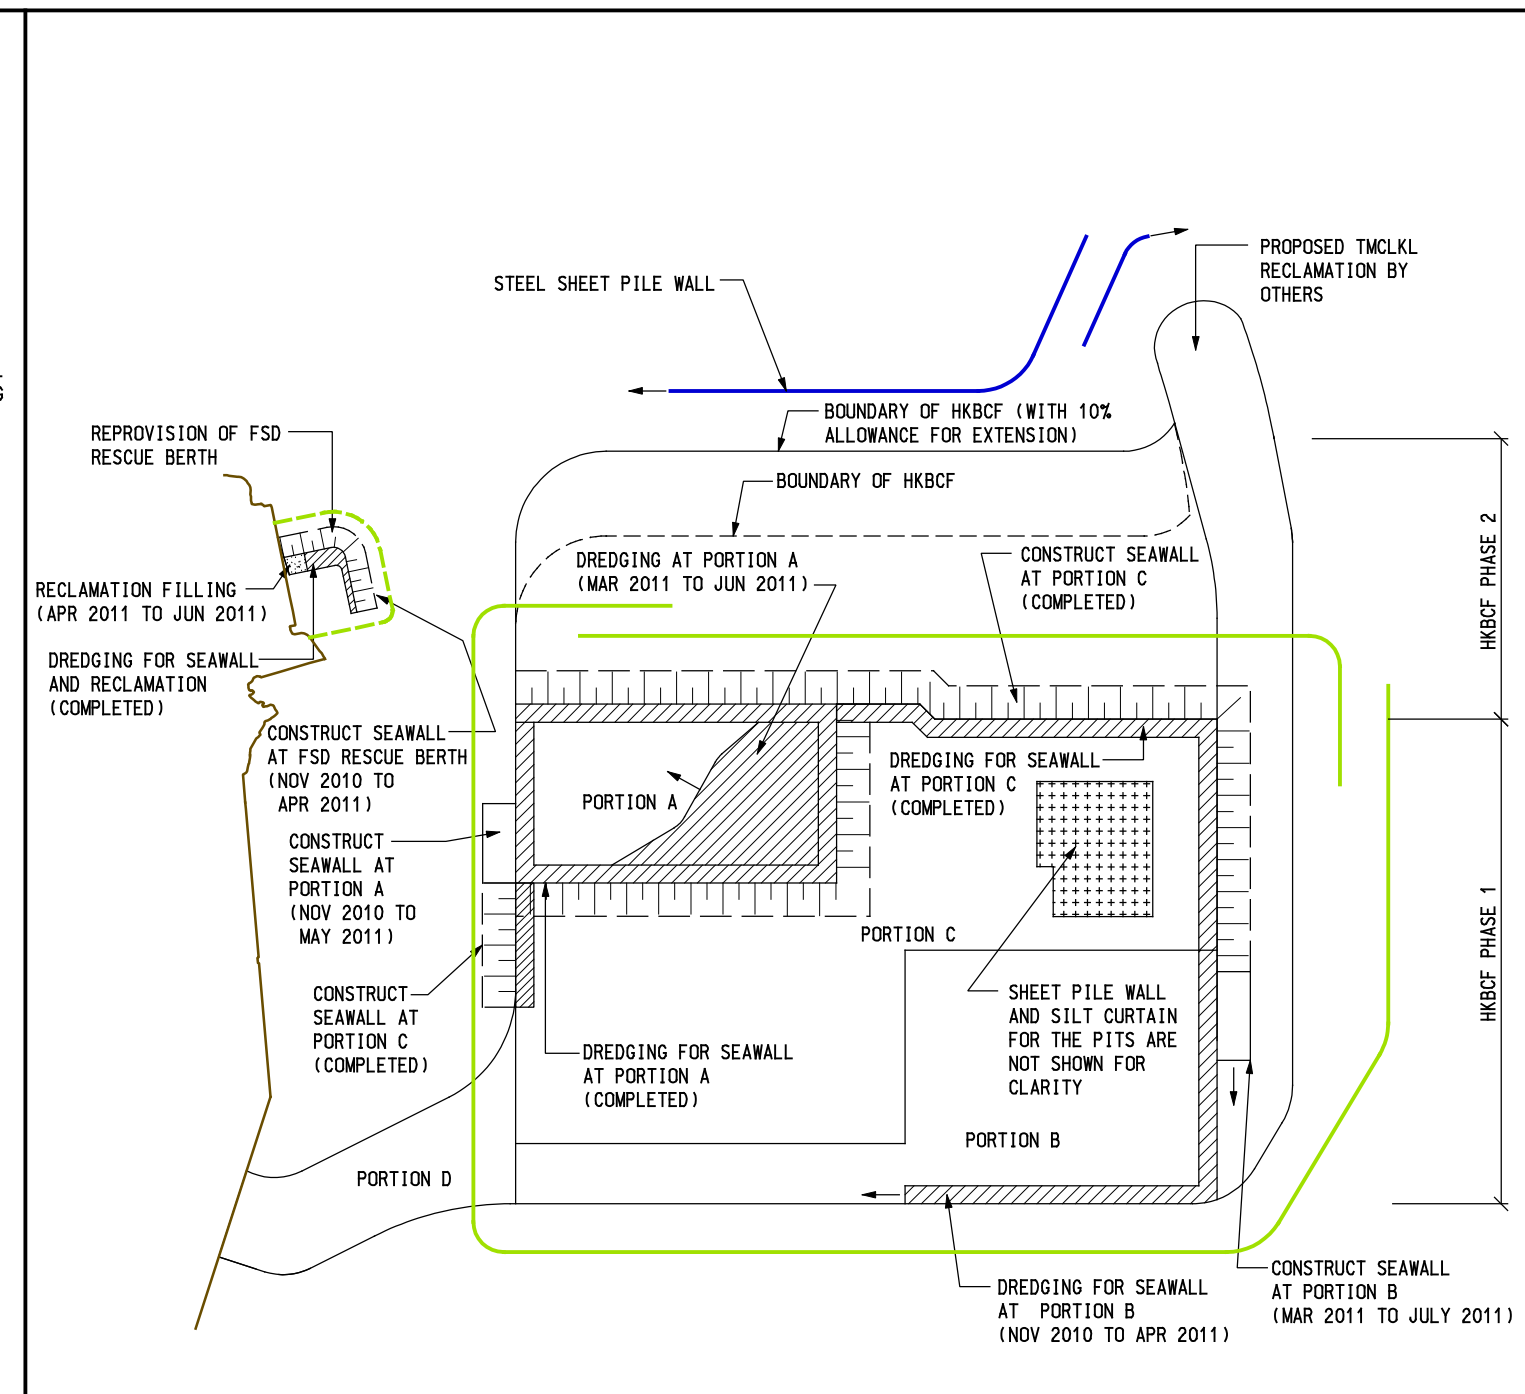 STEEL SHEET PILE WALL
PROPOSED TMCLKL
RECLAMATION BY
OTHERS
BOUNDARY OF HKBCF (WITH 10%
ALLOWANCE FOR EXTENSION)
REPROVISION OF FSD
RESCUE BERTH
BOUNDARY OF HKBCF
DREDGING AT PORTION A
(MAR 2011 TO JUN 2011)
CONSTRUCT SEAWALL
AT PORTION C
(COMPLETED)
HKBCF PHASE 2
RECLAMATION FILLING
(APR 2011 TO JUN 2011)
DREDGING FOR SEAWALL
AND RECLAMATION
(COMPLETED)
CONSTRUCT SEAWALL
AT FSD RESCUE BERTH
(NOV 2010 TO
APR 2011)
DREDGING FOR SEAWALL
AT PORTION C
(COMPLETED)
PORTION A
CONSTRUCT
SEAWALL AT
PORTION A
(NOV 2010 TO
MAY 2011)
PORTION C
HKBCF PHASE 1
CONSTRUCT
SEAWALL AT
PORTION C
(COMPLETED)
SHEET PILE WALL
AND SILT CURTAIN
FOR THE PITS ARE
NOT SHOWN FOR
CLARITY
DREDGING FOR SEAWALL
AT PORTION A
(COMPLETED)
PORTION B
PORTION D
DREDGING FOR SEAWALL
AT PORTION B
(NOV 2010 TO APR 2011)
CONSTRUCT SEAWALL
AT PORTION B
(MAR 2011 TO JULY 2011)